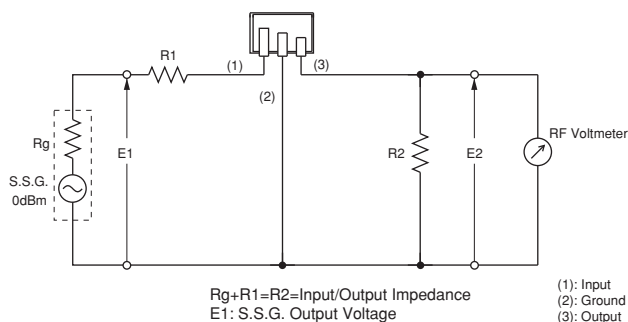 R1
(1)
(3)
(2)
Rg
E1
R2
E2
RF Voltmeter
S.S.G.
0dBm
Rg+R1=R2=Input/Output Impedance
E1: S.S.G. Output Voltage
(1): Input
(2): Ground
(3): Output